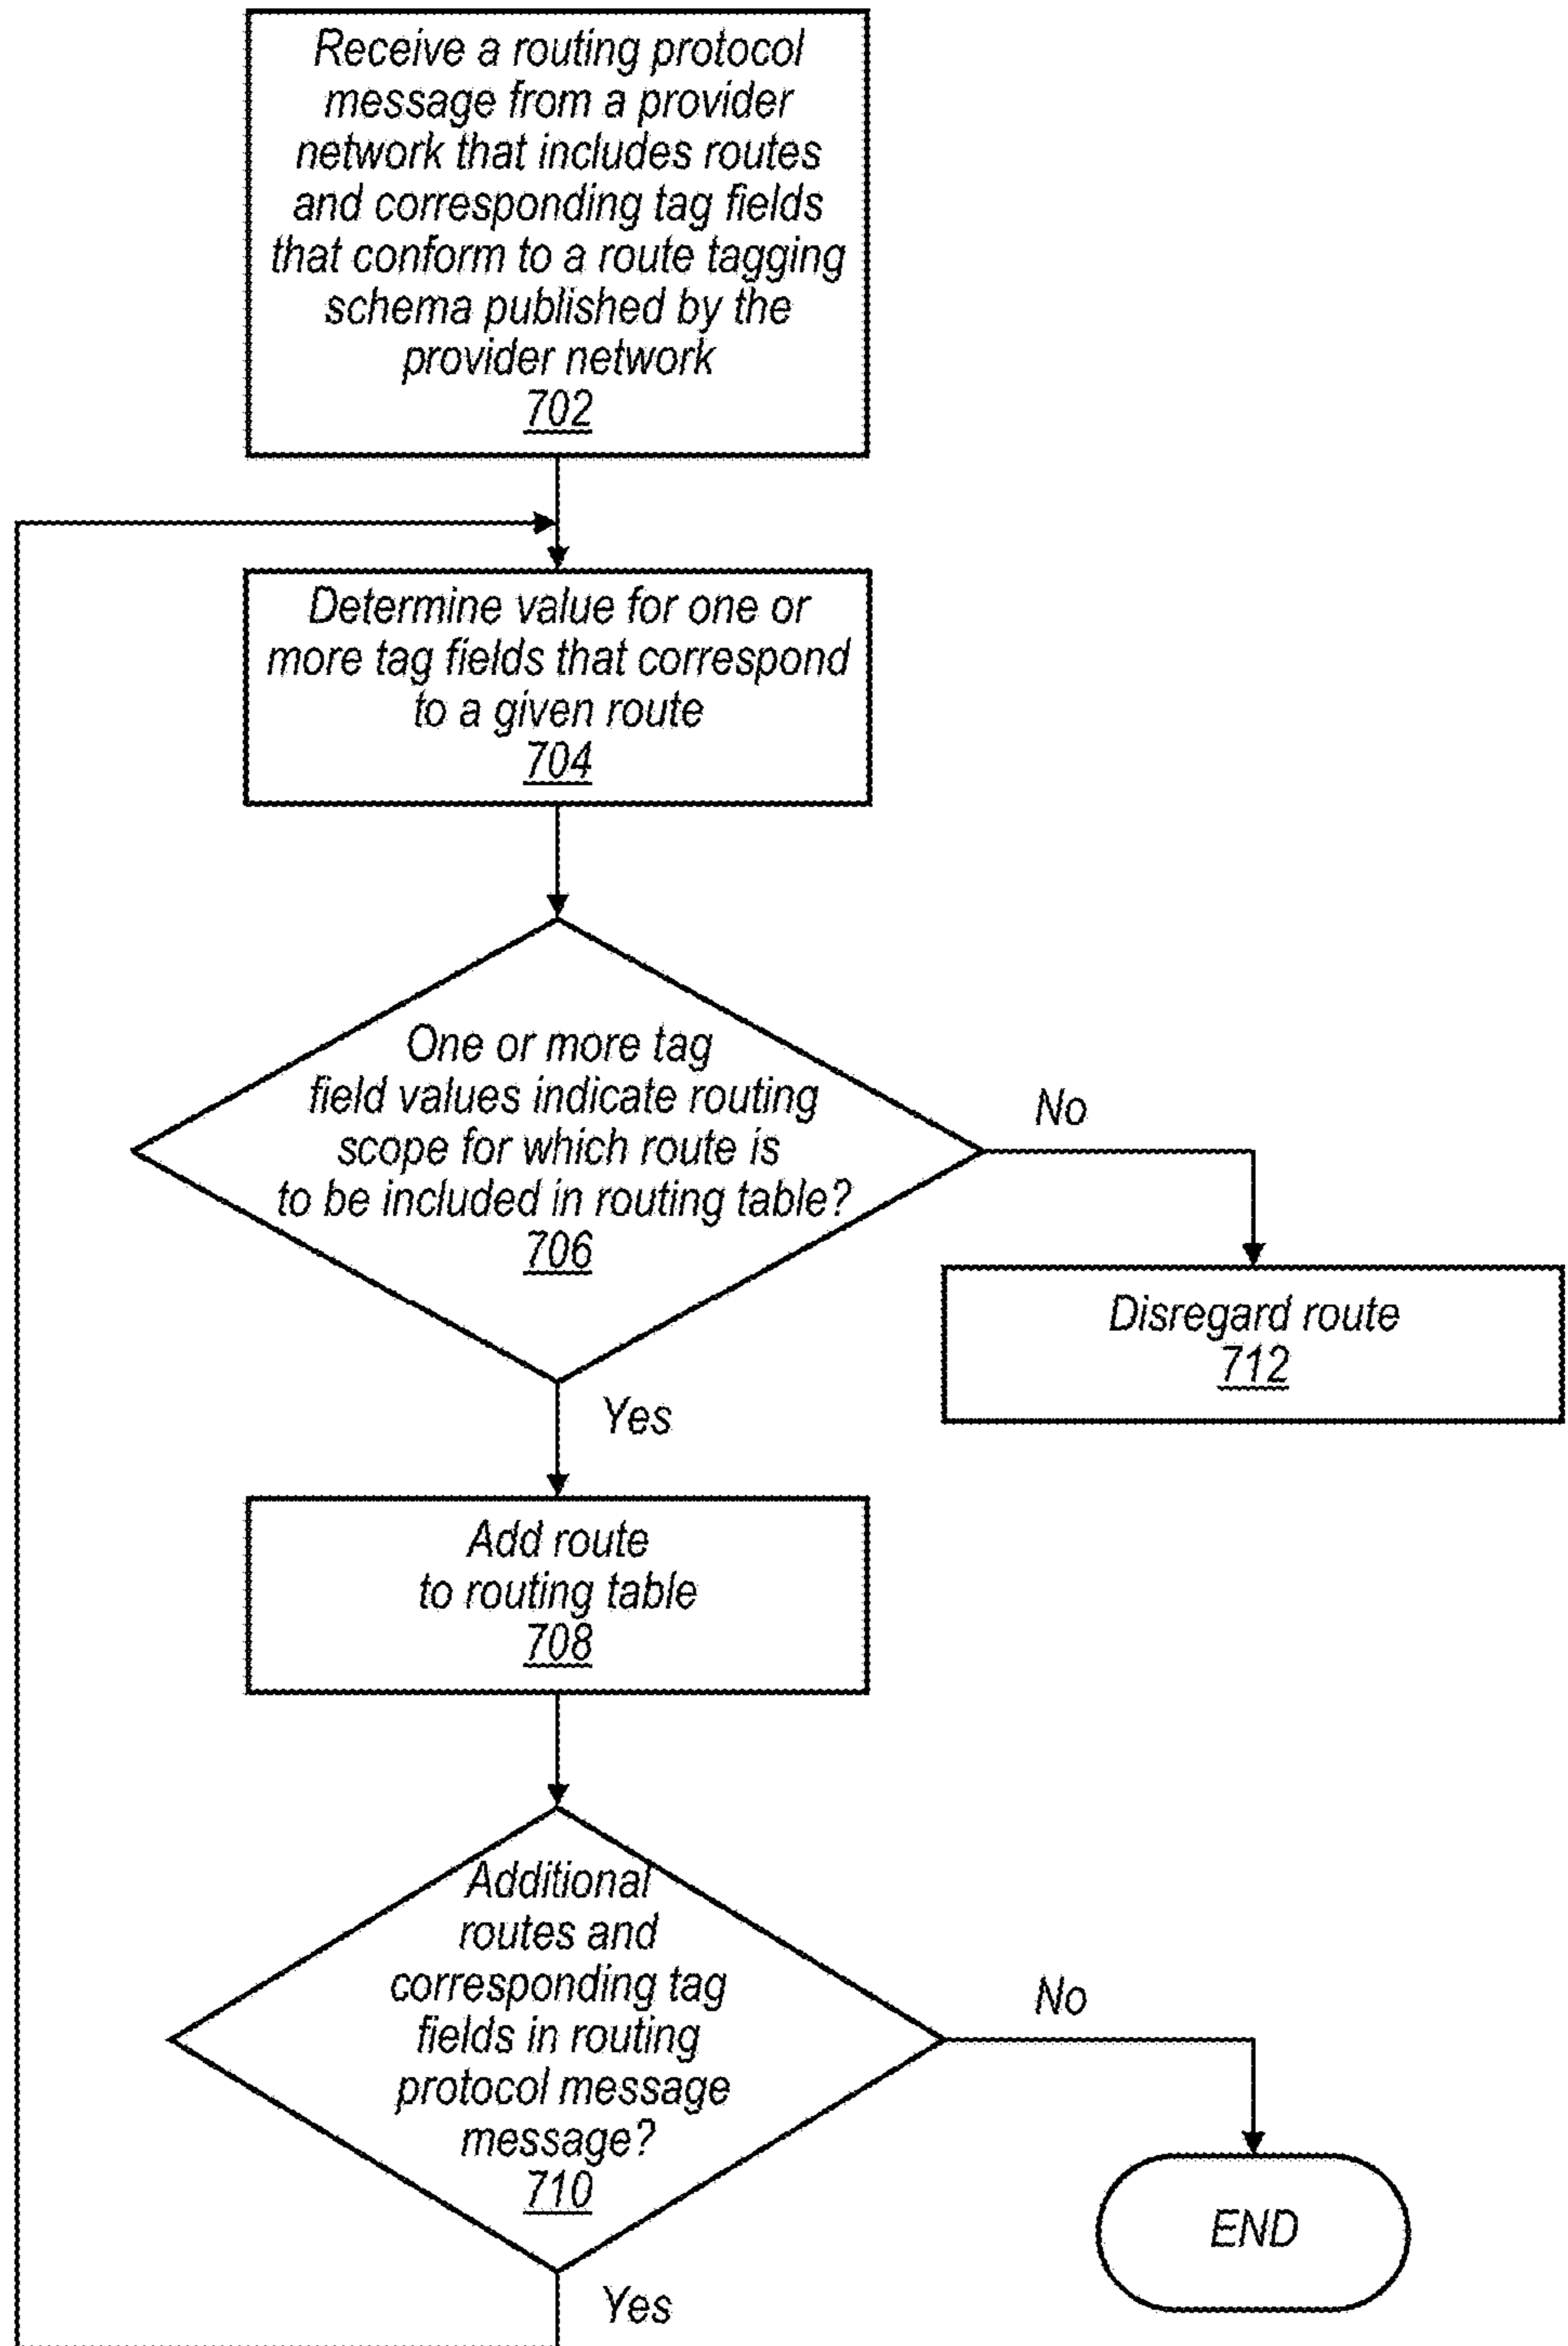 Receive a routing protocol
message from a provider
network that includes routes
and corresponding tag fields
that conform to a route tagging
schema published by the
provider network
702
Determine value for one or
more tag fields that correspond
to a given route
704
One or more tag
field values indicate routing
scope for which route is
to be included in routing table?
706
No
Disregard route
712
Yes
Add route
to routing table
708
Additional
routes and
corresponding tag
fields in routing
protocol message
message?
710
No
END
Yes